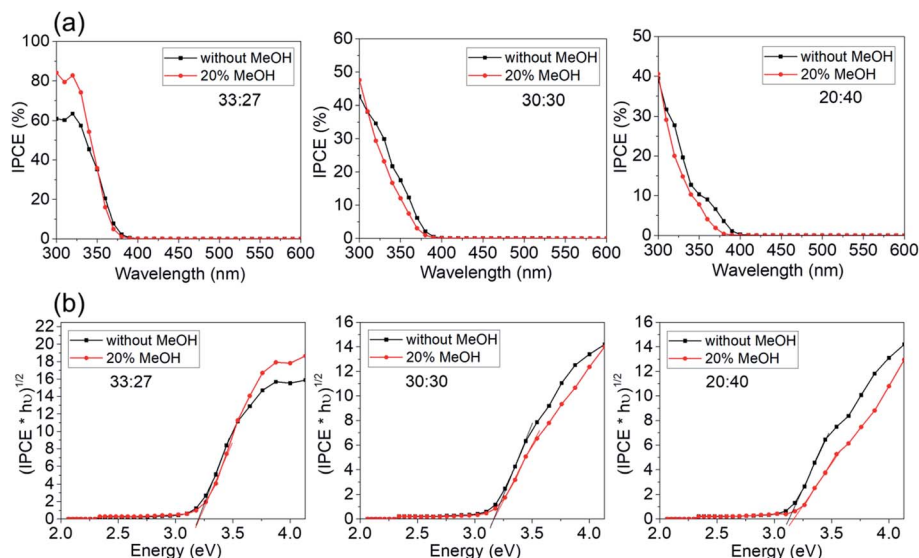 (a)
without MeOH
20% MeOH
33:27
IPCE (%)
100
80
60
40
20
0
300 350 400 450 500 550 600
Wavelength (nm)
without MeOH
20% MeOH
30:30
IPCE (%)
60
50
40
30
20
10
0
300 350 400 450 500 550 600
Wavelength (nm)
without MeOH
20% MeOH
20:40
IPCE (%)
50
40
30
20
10
0
300 350 400 450 500 550 600
Wavelength (nm)
(b)
without MeOH
20% MeOH
33:27
(IPCE * hυ)^1/2
22
20
18
16
14
12
10
8
6
4
2
0
2.0 2.5 3.0 3.5 4.0
Energy (eV)
without MeOH
20% MeOH
30:30
(IPCE * hυ)^1/2
16
14
12
10
8
6
4
2
0
2.0 2.5 3.0 3.5 4.0
Energy (eV)
without MeOH
20% MeOH
20:40
(IPCE * hυ)^1/2
16
14
12
10
8
6
4
2
0
2.0 2.5 3.0 3.5 4.0
Energy (eV)